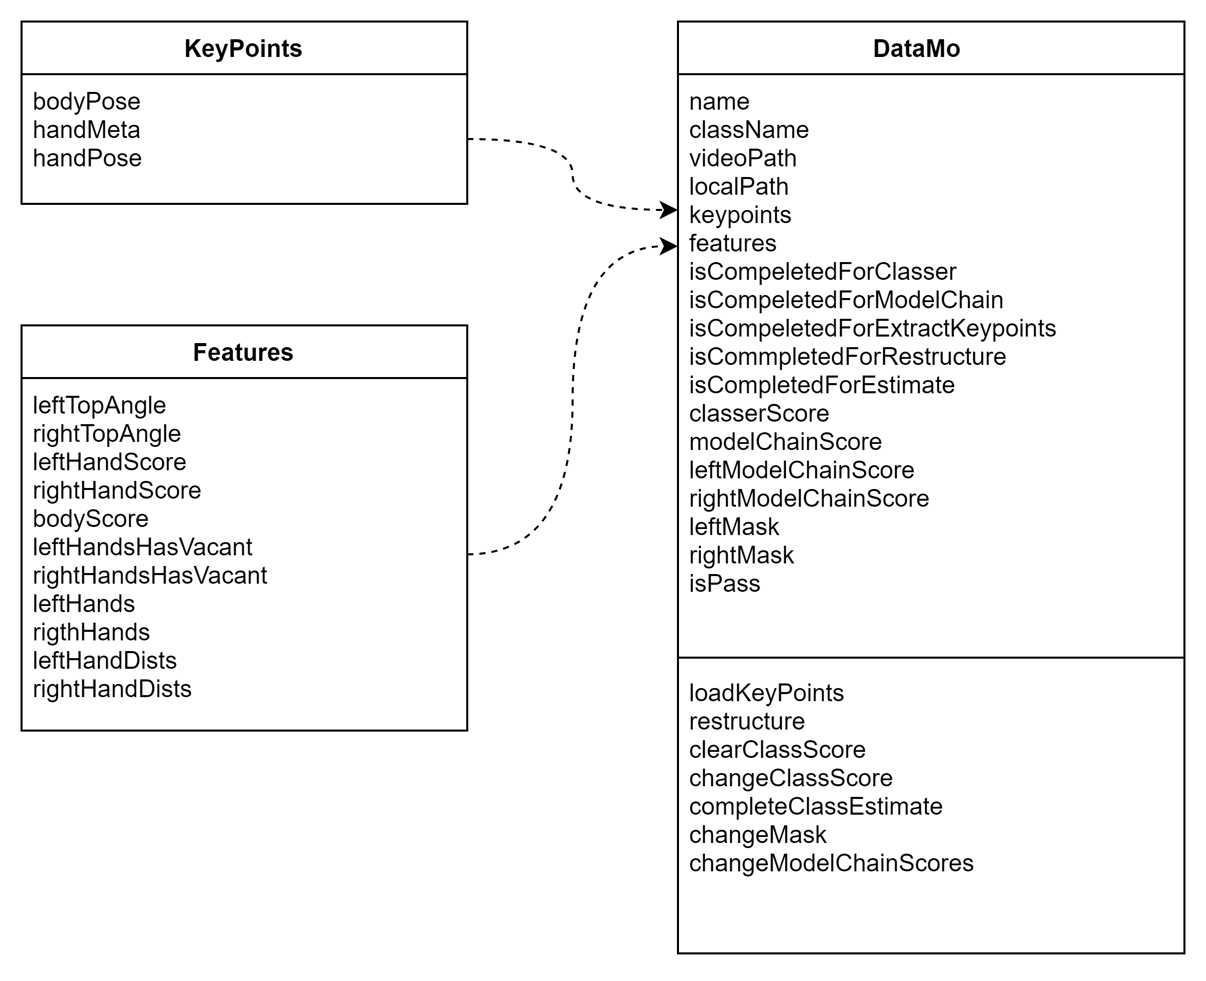 KeyPoints
bodyPose
handMeta
handPose
Features
leftTopAngle
rightTopAngle
leftHandScore
rightHandScore
bodyScore
leftHandsHasVacant
rightHandsHasVacant
leftHands
rigthHands
leftHandDists
rightHandDists
DataMo
name
className
videoPath
localPath
keypoints
features
isCompeletedForClasser
isCompeletedForModelChain
isCompeletedForExtractKeypoints
isCommpletedForRestructure
isCompletedForEstimate
classerScore
modelChainScore
leftModelChainScore
rightModelChainScore
leftMask
rightMask
isPass
loadKeyPoints
restructure
clearClassScore
changeClassScore
completeClassEstimate
changeMask
changeModelChainScores